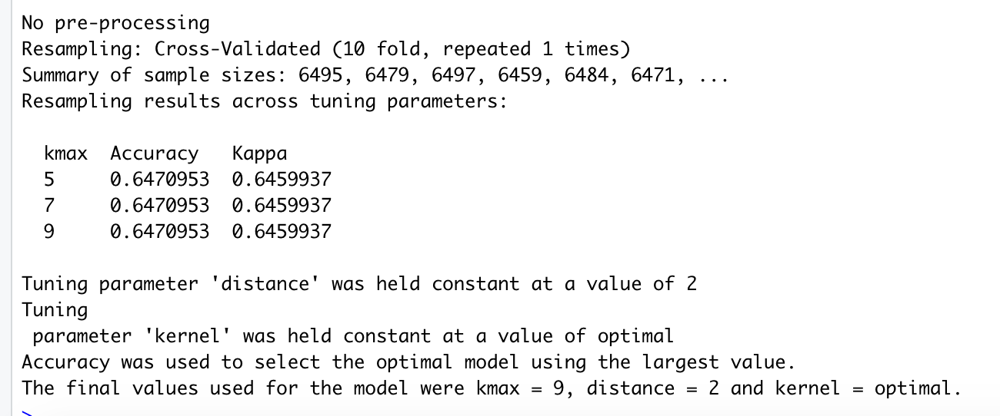 No pre-processing
Resampling: Cross-Validated (10 fold, repeated 1 times)
Summary of sample sizes: 6495, 6479, 6497, 6459, 6484, 6471, ...
Resampling results across tuning parameters:

  kmax  Accuracy   Kappa
  5     0.6470953  0.6459937
  7     0.6470953  0.6459937
  9     0.6470953  0.6459937

Tuning parameter 'distance' was held constant at a value of 2
Tuning
 parameter 'kernel' was held constant at a value of optimal
Accuracy was used to select the optimal model using the largest value.
The final values used for the model were kmax = 9, distance = 2 and kernel = optimal.
>